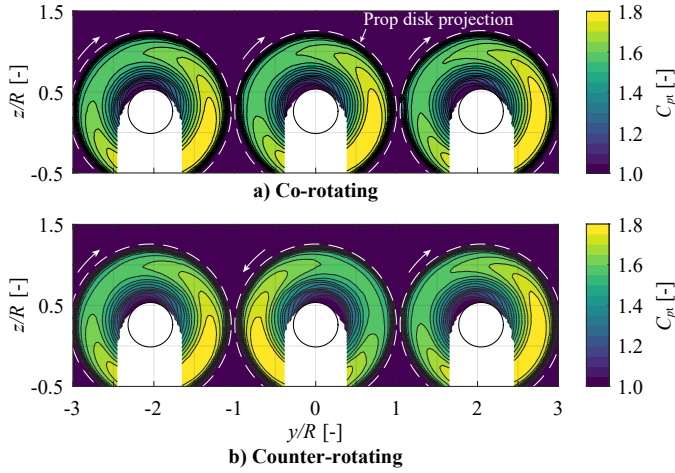 Prop disk projection
1.5
0.5
-0.5
z/R [-]
1.8
1.6
1.4
1.2
1.0
C_pt [-]
a) Co-rotating
1.5
0.5
-0.5
z/R [-]
1.8
1.6
1.4
1.2
1.0
C_pt [-]
-3 -2 -1 0 1 2 3
y/R [-]
b) Counter-rotating